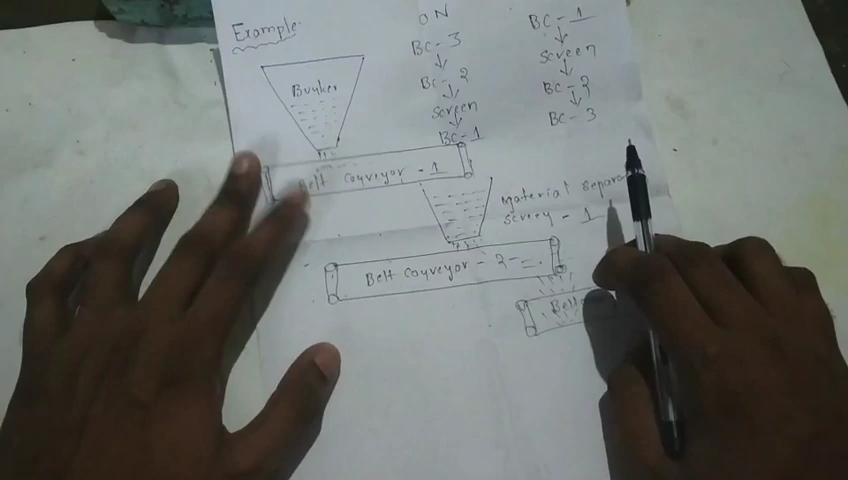 Example
Bunker
ON
BC-3
BC-2
Screen
BC-1
BC-1
Screen
BC-2
BC-3
Belt Conveyor-1
Material
Screen-1
Belt Conveyor-2
Belt